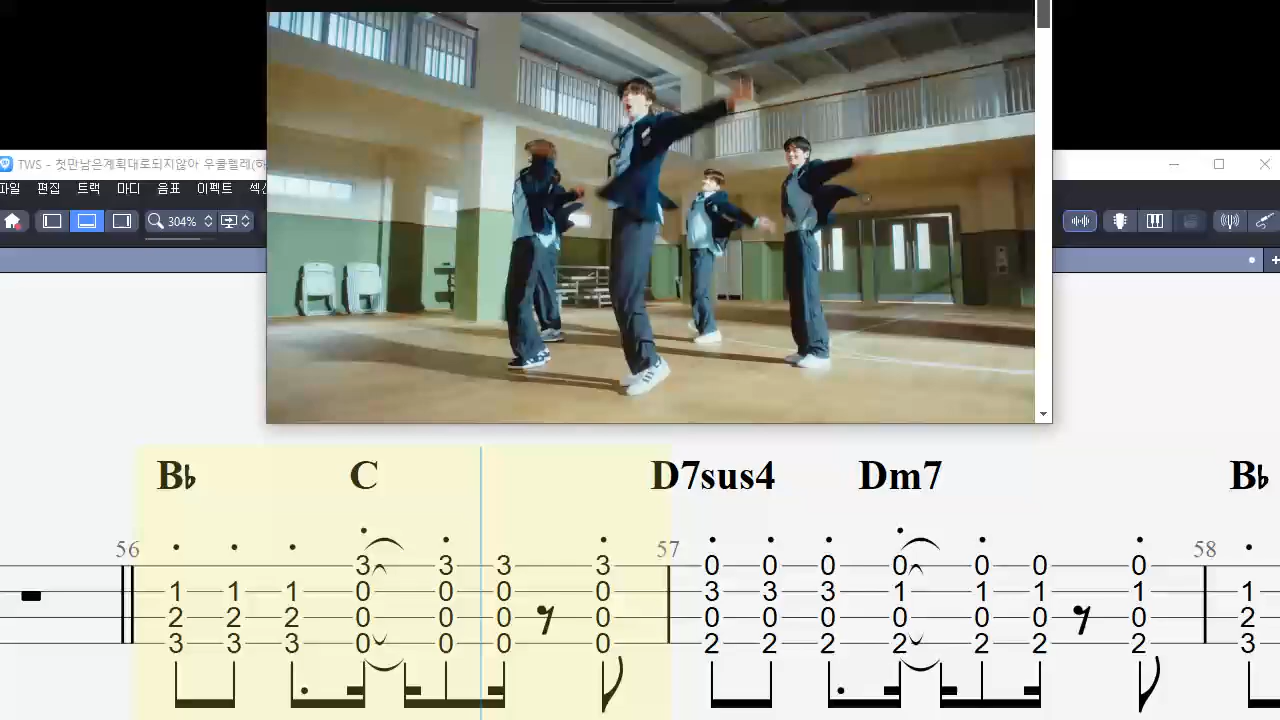 TWS - 첫만남은계획대로되지않아 우쿨렐레(하
파일 편집 트랙 마디 음표 이펙트 섹션
304%
B♭ C D7sus4 Dm7 B♭
56 57 58
3 3 3 3 0 0 0 0 0 0 0
1 1 1 0 0 0 0 3 3 3 1 1 1 1 1
2 2 2 0 0 0 0 0 0 0 0 0 0 0 2
3 3 3 0 0 0 0 2 2 2 2 2 2 2 3